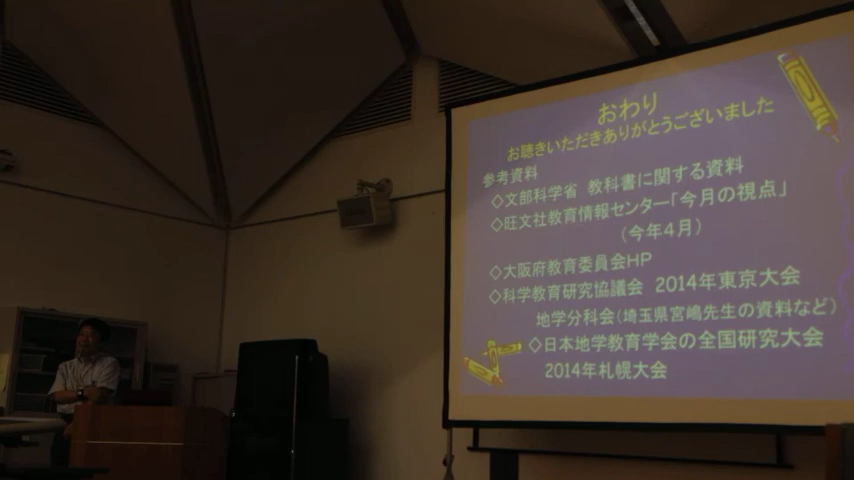 おわり
お聴きいただきありがとうございました
参考資料
◇文部科学省 教科書に関する資料
◇旺文社教育情報センター「今月の視点」
(今年4月)
◇大阪府教育委員会HP
◇科学教育研究協議会 2014年東京大会
地学分科会(埼玉県宮嶋先生の資料など)
◇日本地学教育学会の全国研究大会
2014年札幌大会